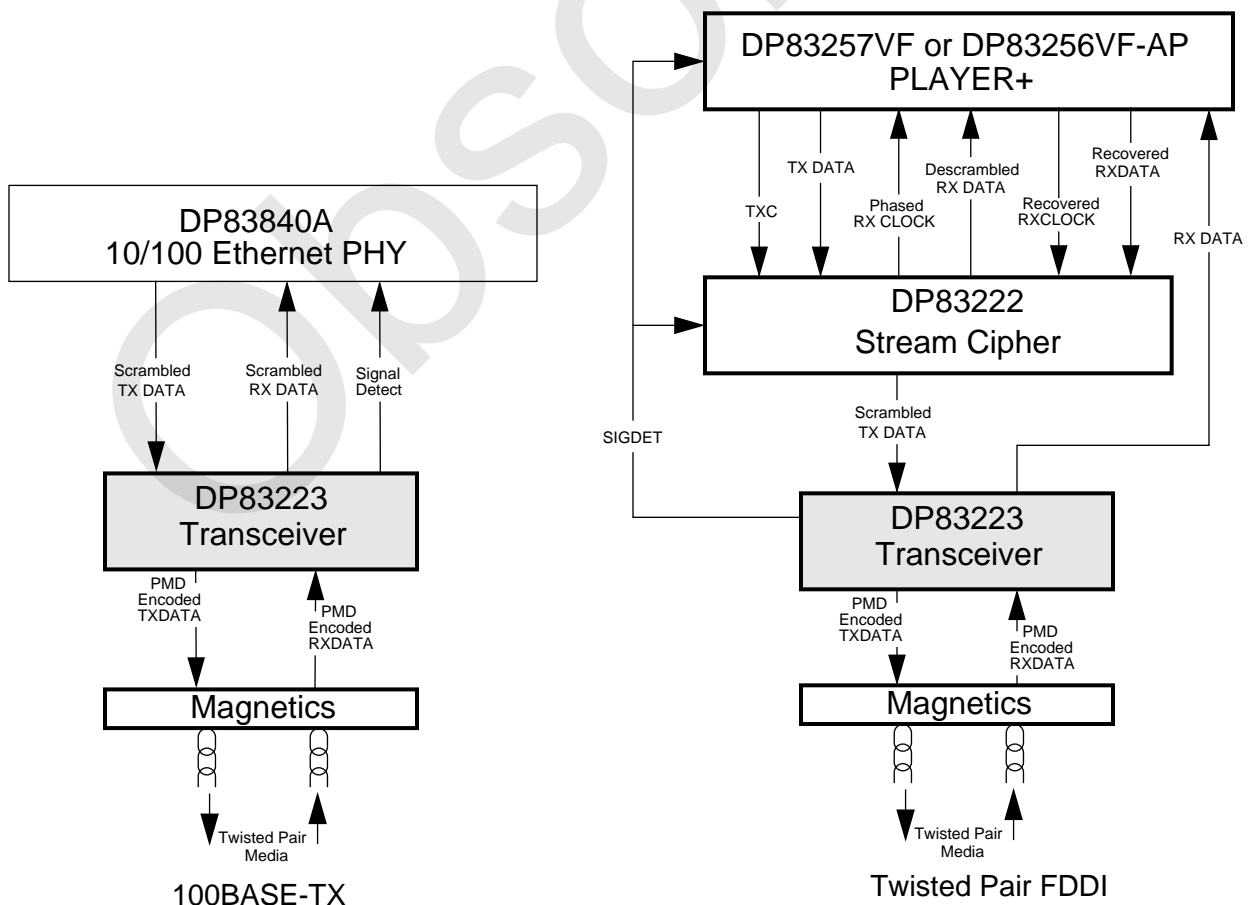 DP83840A
10/100 Ethernet PHY
Scrambled
TX DATA
Scrambled
RX DATA
Signal
Detect
DP83223
Transceiver
PMD
Encoded
TXDATA
PMD
Encoded
RXDATA
Magnetics
Twisted Pair
Media
100BASE-TX
DP83257VF or DP83256VF-AP
PLAYER+
TXC
TX DATA
Phased
RX CLOCK
Descrambled
RX DATA
Recovered
RXCLOCK
Recovered
RXDATA
RX DATA
DP83222
Stream Cipher
SIGDET
Scrambled
TX DATA
DP83223
Transceiver
PMD
Encoded
TXDATA
PMD
Encoded
RXDATA
Magnetics
Twisted Pair
Media
Twisted Pair FDDI